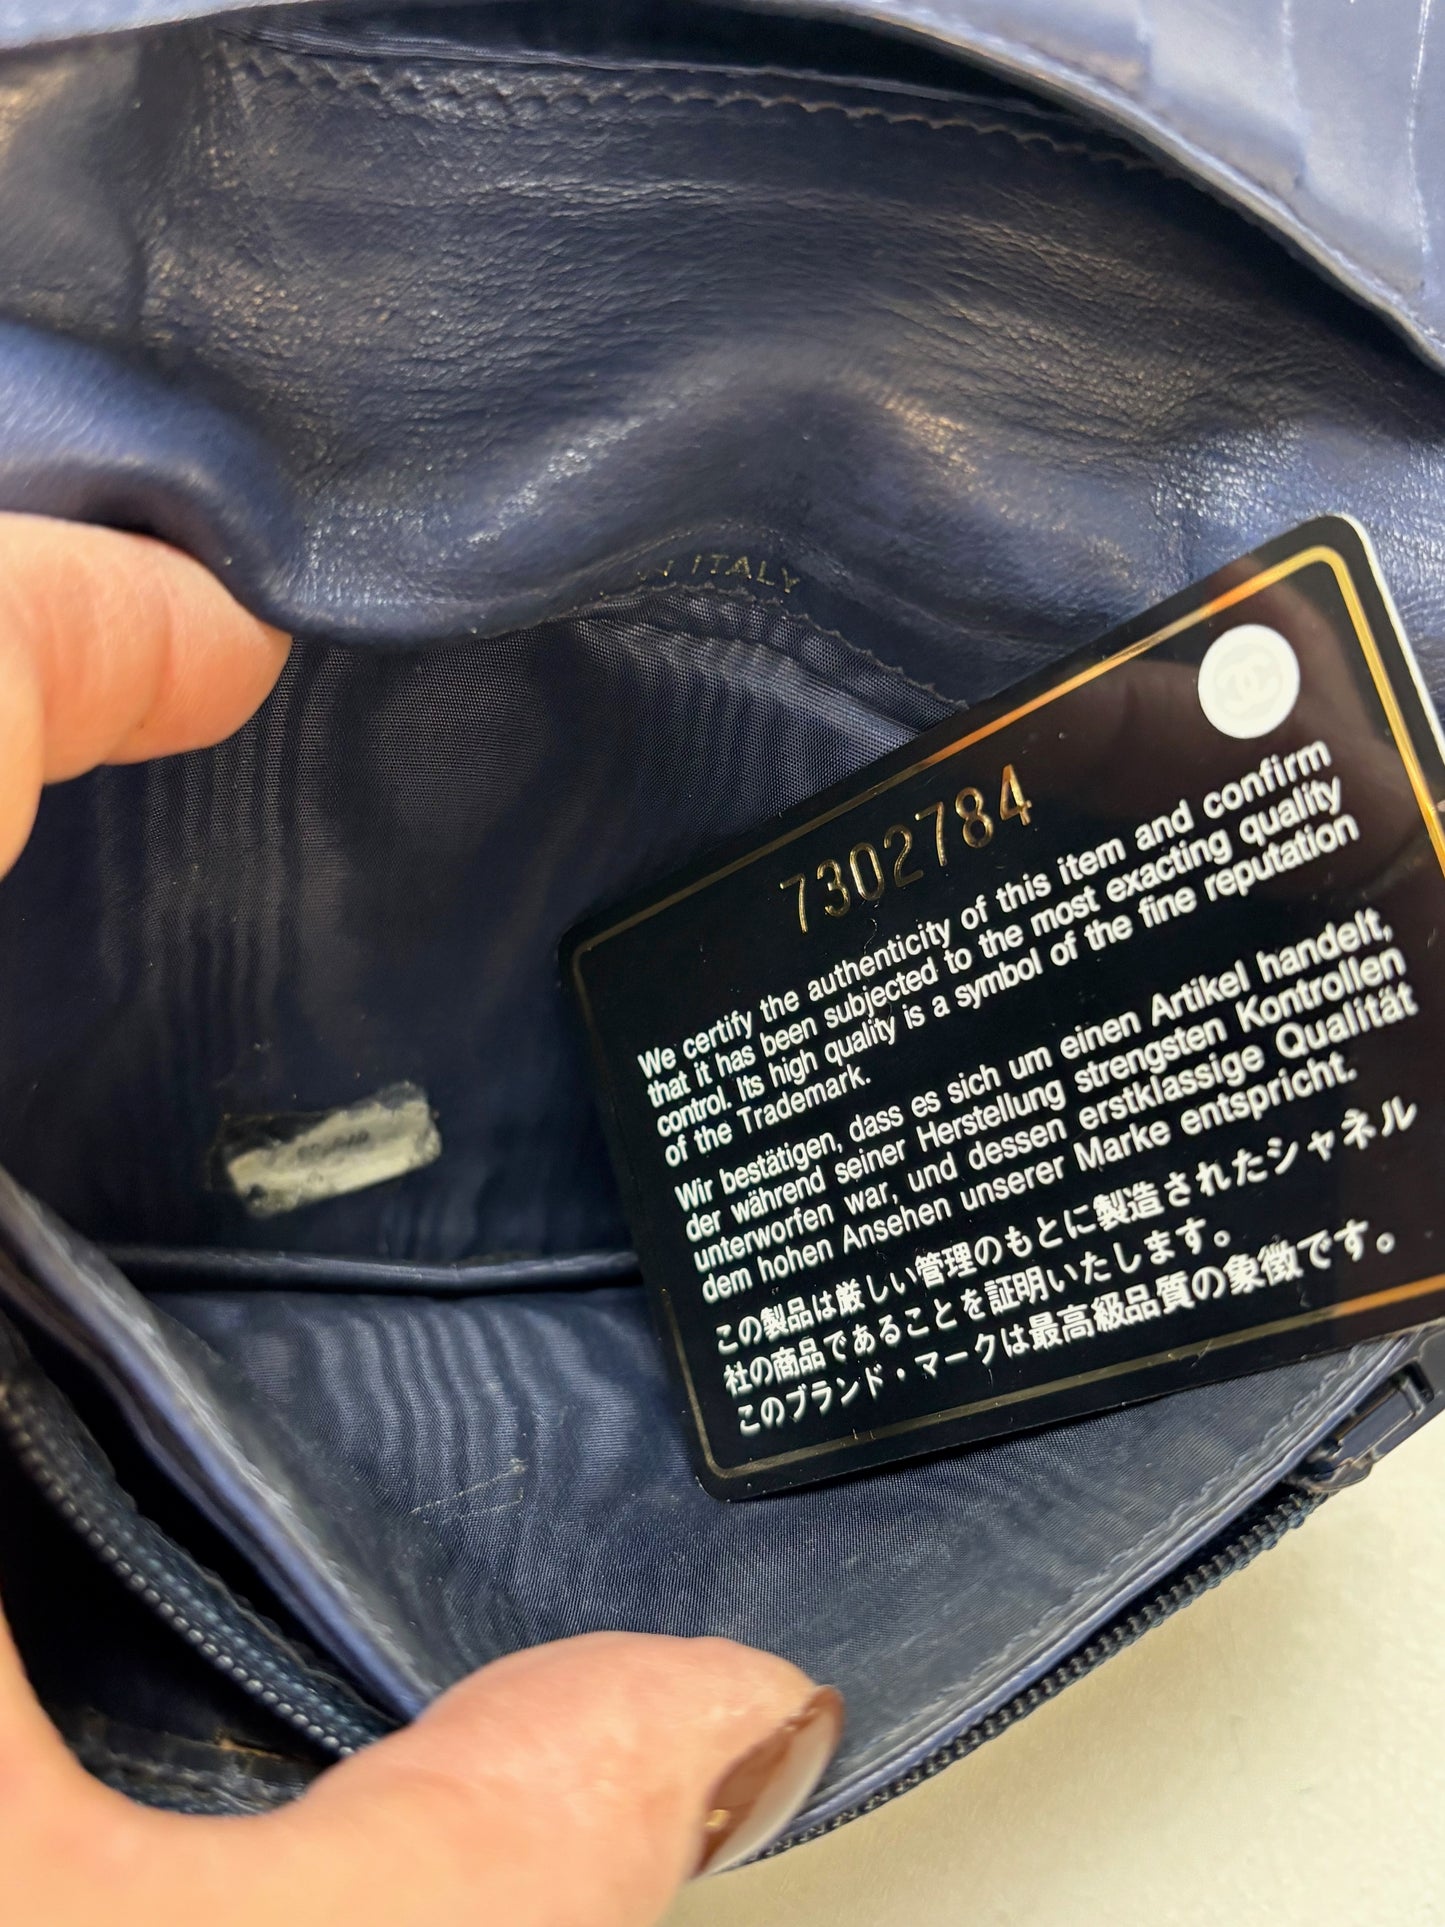 ITALY
7302784
We certify the authenticity of this item and confirm
that it has been subjected to the most exacting quality
control. Its high quality is a symbol of the fine reputation
of the Trademark.
Wir bestätigen, dass es sich um einen Artikel handelt,
der während seiner Herstellung strengsten Kontrollen
unterworfen war, und dessen erstklassige Qualität
dem hohen Ansehen unserer Marke entspricht.
この製品は厳しい管理のもとに製造されたシャネル
社の商品であることを証明いたします。
このブランド・マークは最高級品質の象徴です。